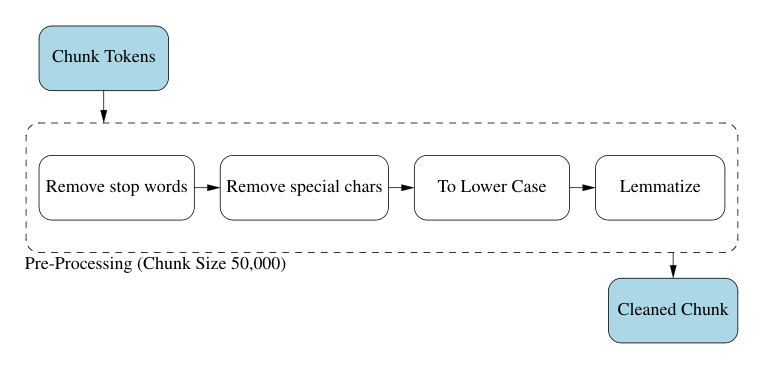 Chunk Tokens
Remove stop words
Remove special chars
To Lower Case
Lemmatize
Pre-Processing (Chunk Size 50,000)
Cleaned Chunk